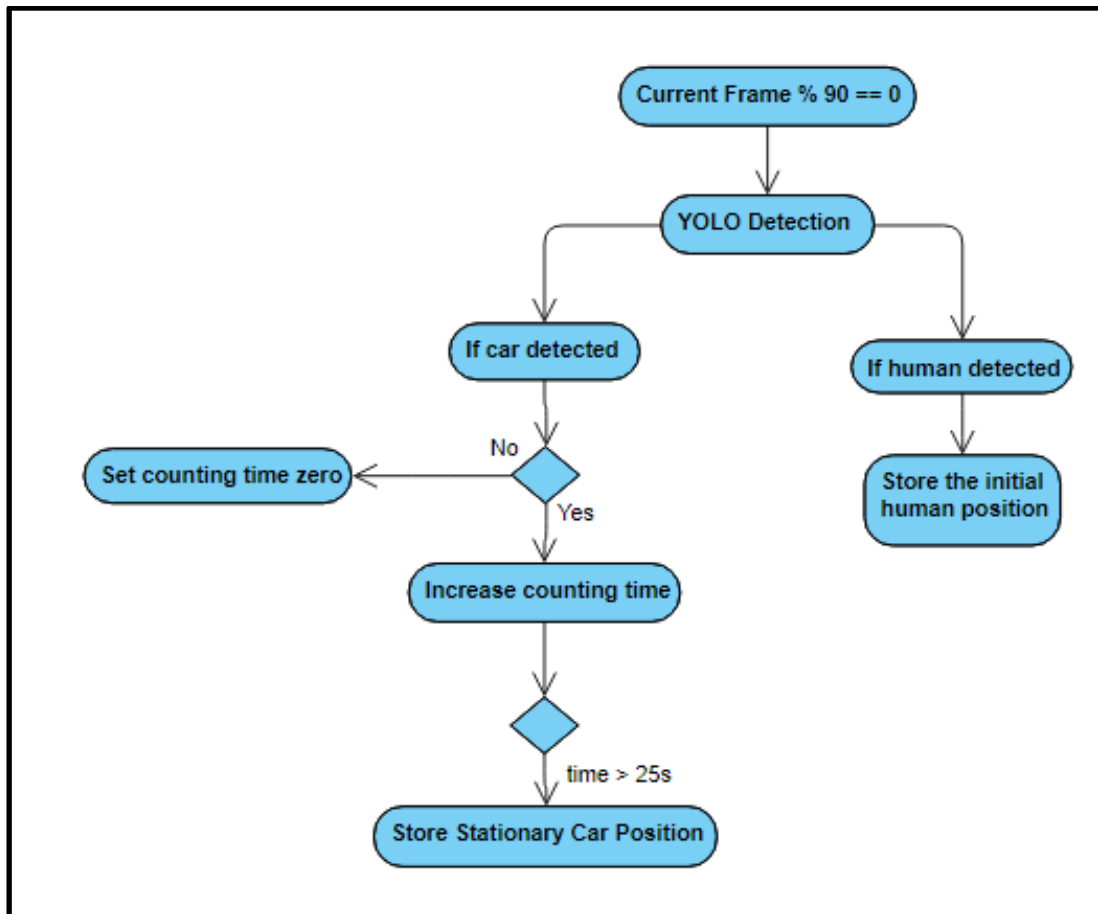 Current Frame % 90 == 0
YOLO Detection
If car detected
If human detected
No
Set counting time zero
Store the initial
human position
Yes
Increase counting time
time > 25s
Store Stationary Car Position